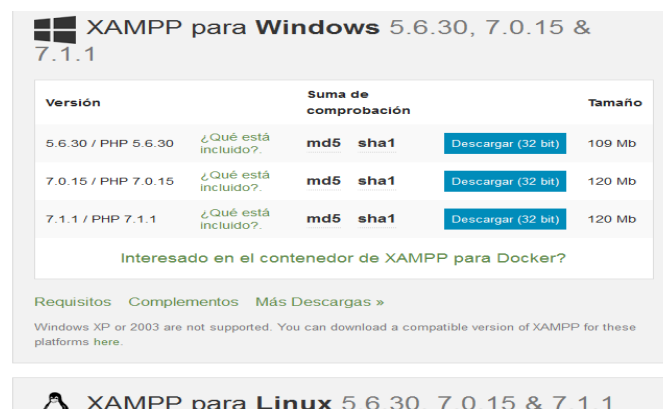 XAMPP para Windows 5.6.30, 7.0.15 &
7.1.1
Versión Suma de comprobación Tamaño
5.6.30 / PHP 5.6.30 ¿Qué está incluido?. md5 sha1 Descargar (32 bit) 109 Mb
7.0.15 / PHP 7.0.15 ¿Qué está incluido?. md5 sha1 Descargar (32 bit) 120 Mb
7.1.1 / PHP 7.1.1 ¿Qué está incluido?. md5 sha1 Descargar (32 bit) 120 Mb
Interesado en el contenedor de XAMPP para Docker?
Requisitos Complementos Más Descargas »
Windows XP or 2003 are not supported. You can download a compatible version of XAMPP for these
platforms here.
XAMPP para Linux 5.6.30, 7.0.15 & 7.1.1